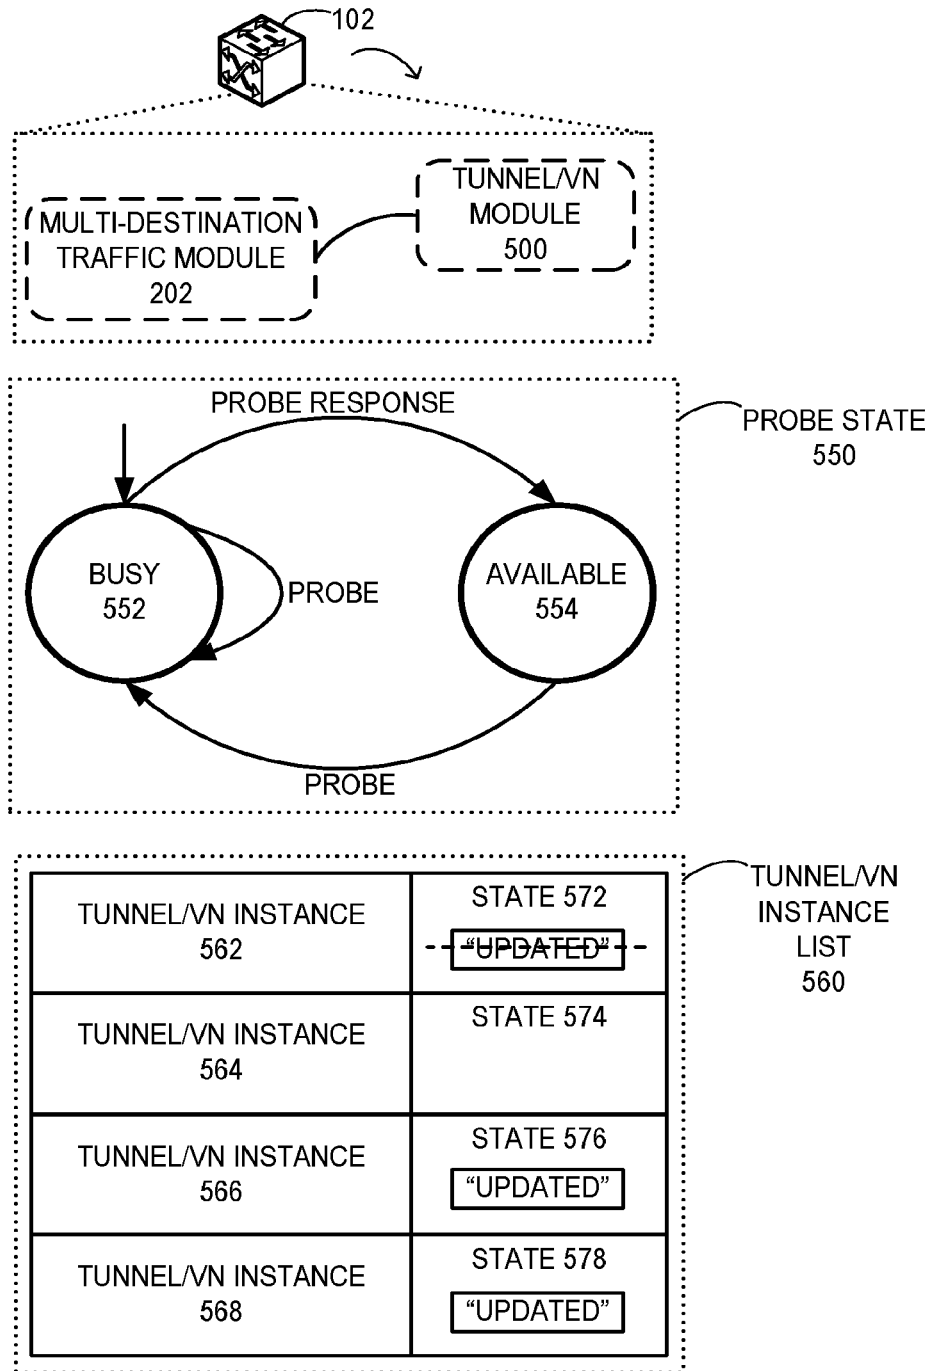 102
TUNNEL/VN
MODULE
500
MULTI-DESTINATION
TRAFFIC MODULE
202
PROBE RESPONSE
PROBE STATE
550
BUSY
552
PROBE
AVAILABLE
554
PROBE
TUNNEL/VN
INSTANCE
LIST
560
TUNNEL/VN INSTANCE
562
STATE 572
“UPDATED”
TUNNEL/VN INSTANCE
564
STATE 574
TUNNEL/VN INSTANCE
566
STATE 576
“UPDATED”
TUNNEL/VN INSTANCE
568
STATE 578
“UPDATED”